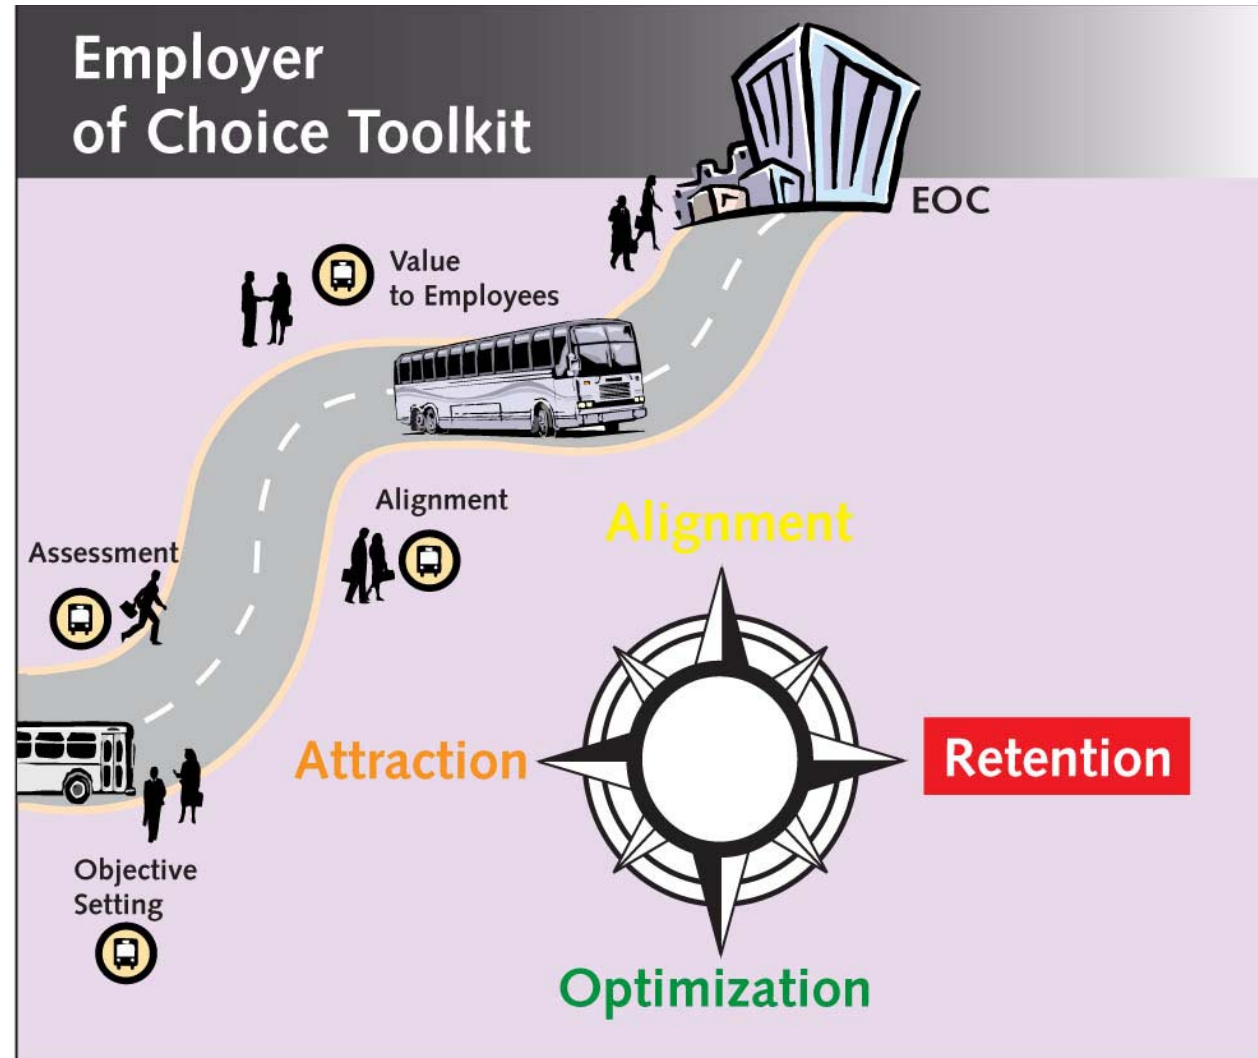 Employer
of Choice Toolkit
EOC
Value
to Employees
Alignment
Alignment
Assessment
Attraction
Retention
Objective
Setting
Optimization